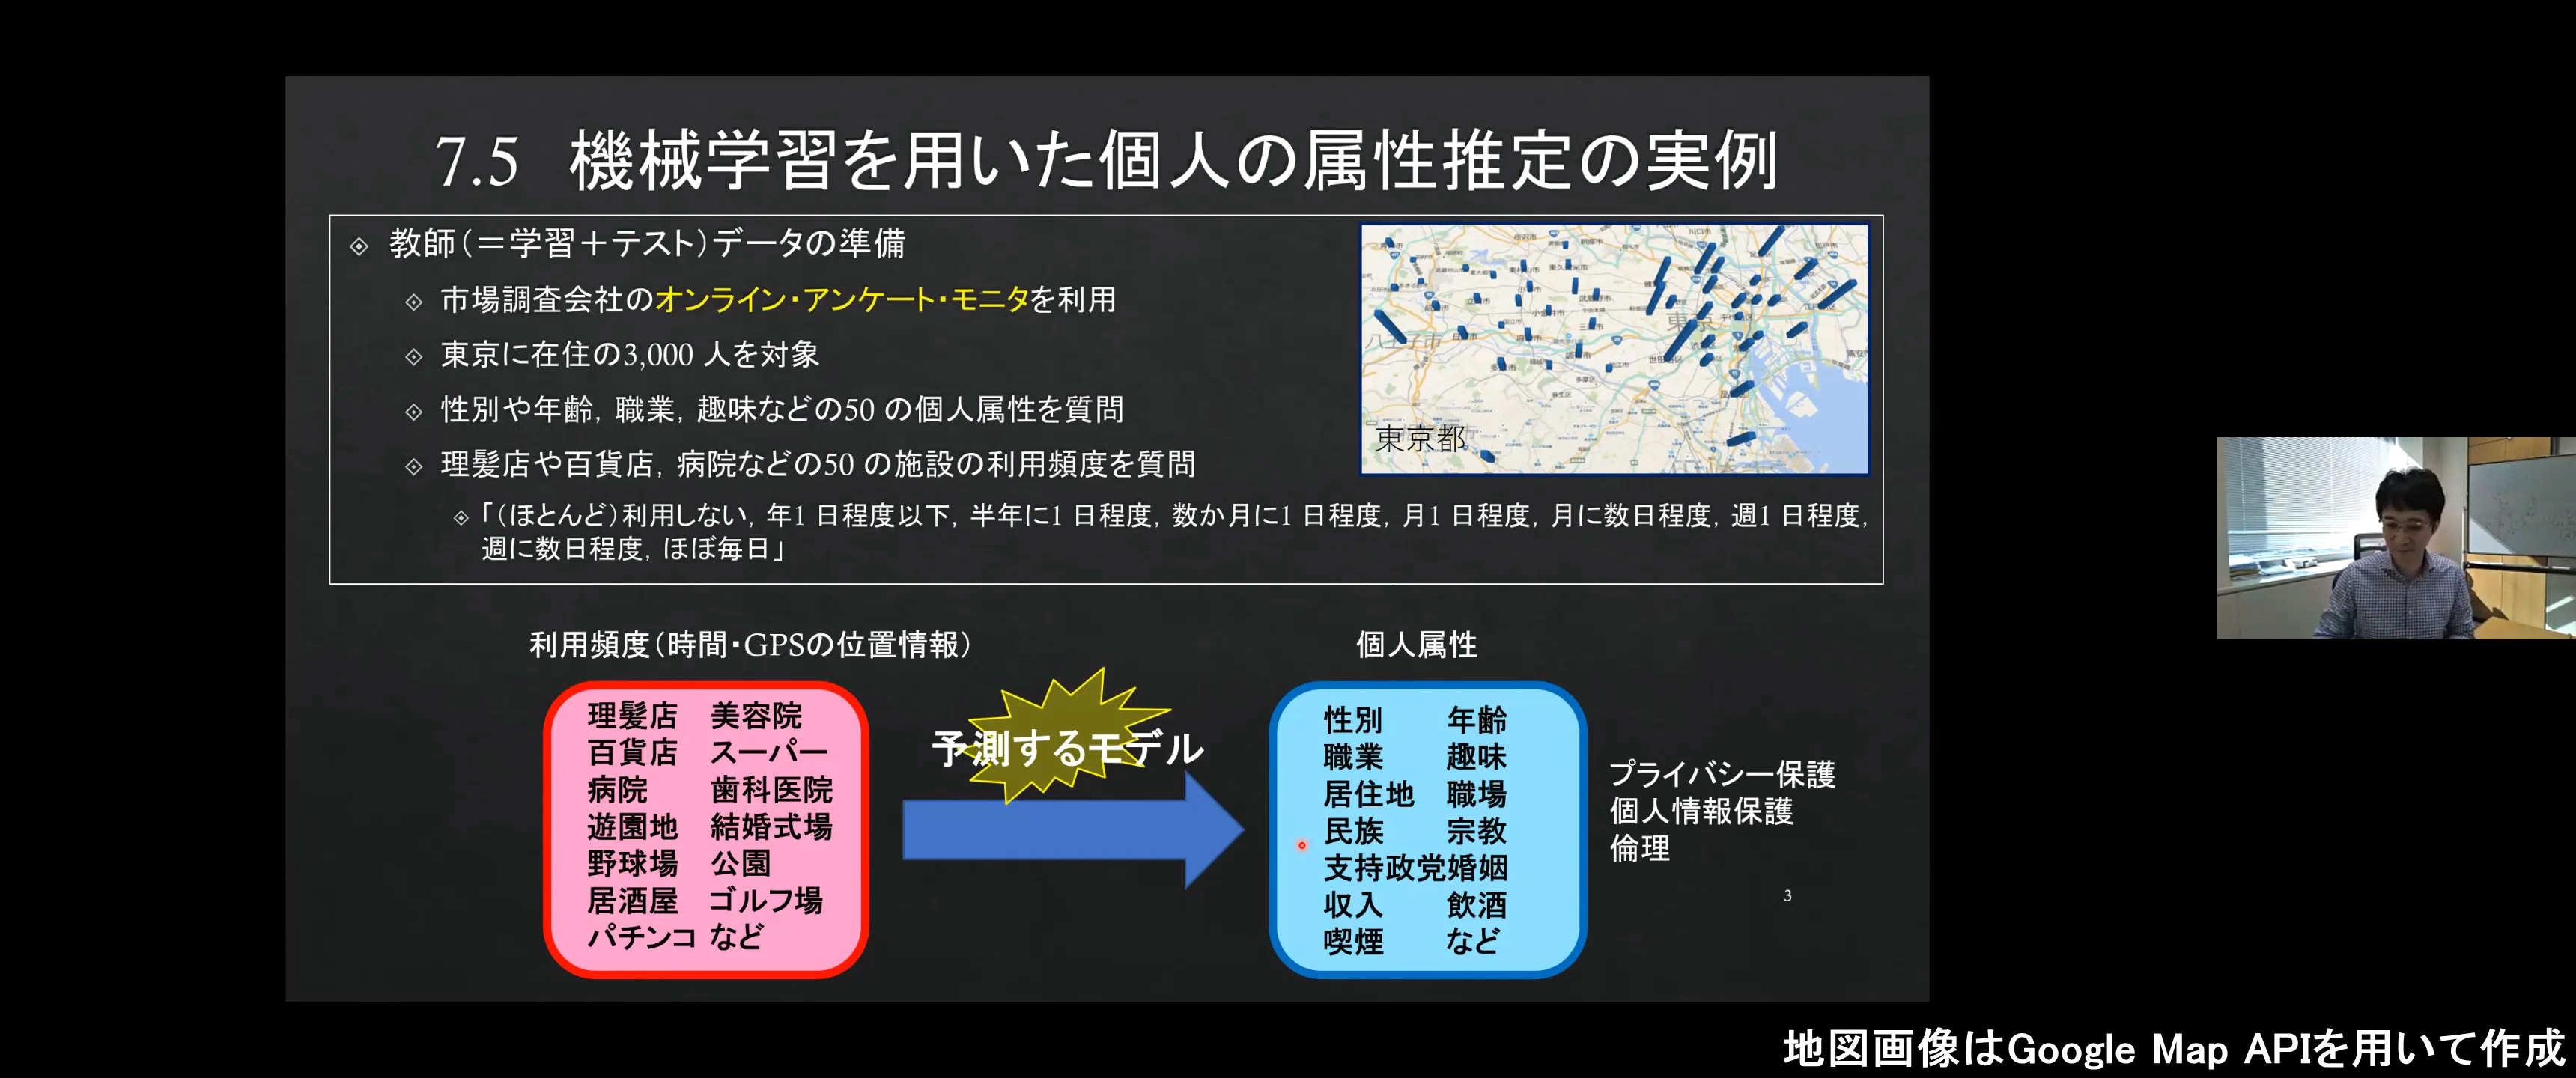 7.5 機械学習を用いた個人の属性推定の実例
教師（＝学習＋テスト）データの準備
市場調査会社のオンライン・アンケート・モニタを利用
東京に在住の3,000 人を対象
性別や年齢, 職業, 趣味などの50 の個人属性を質問
理髪店や百貨店, 病院などの50 の施設の利用頻度を質問
「（ほとんど）利用しない, 年1 日程度以下, 半年に1 日程度, 数か月に1 日程度, 月1 日程度, 月に数日程度, 週1 日程度,
週に数日程度, ほぼ毎日」
東京都
利用頻度（時間・GPSの位置情報）
理髪店 美容院
百貨店 スーパー
病院 歯科医院
遊園地 結婚式場
野球場 公園
居酒屋 ゴルフ場
パチンコ など
予測するモデル
個人属性
性別 年齢
職業 趣味
居住地 職場
民族 宗教
支持政党 婚姻
収入 飲酒
喫煙 など
プライバシー保護
個人情報保護
倫理
3
地図画像はGoogle Map APIを用いて作成